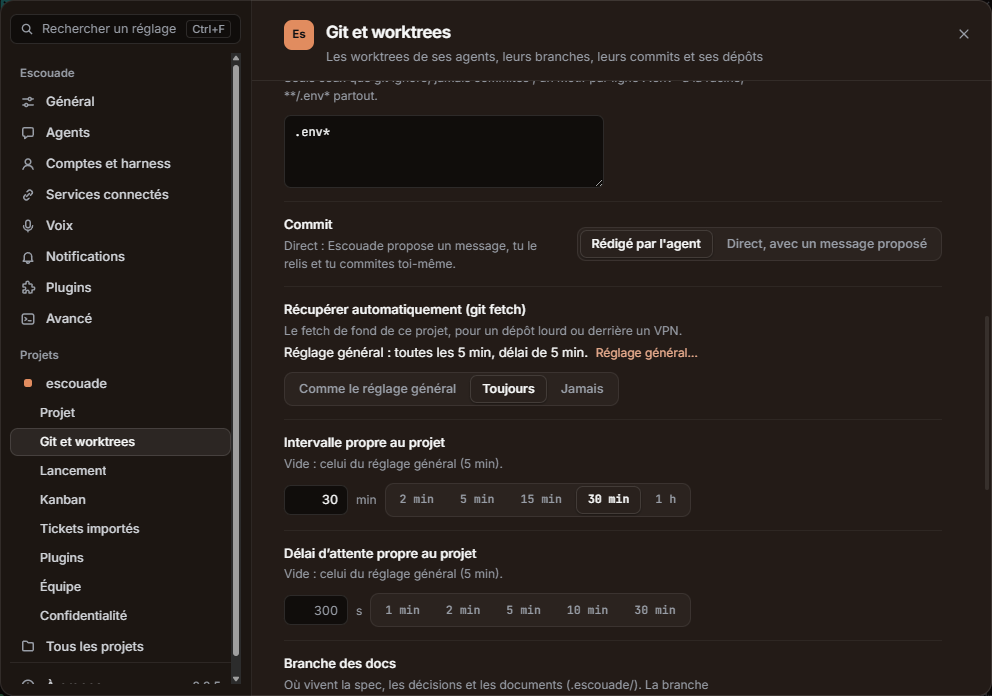 Rechercher un réglage Ctrl+F
Escouade
Général
Agents
Comptes et harness
Services connectés
Voix
Notifications
Plugins
Avancé
Projets
escouade
Projet
Git et worktrees
Lancement
Kanban
Tickets importés
Plugins
Équipe
Confidentialité
Tous les projets
Es
Git et worktrees
Les worktrees de ses agents, leurs branches, leurs commits et ses dépôts
**/.env* partout.
.env*
Commit
Direct : Escouade propose un message, tu le
relis et tu commites toi-même.
Rédigé par l'agent
Direct, avec un message proposé
Récupérer automatiquement (git fetch)
Le fetch de fond de ce projet, pour un dépôt lourd ou derrière un VPN.
Réglage général : toutes les 5 min, délai de 5 min. Réglage général...
Comme le réglage général Toujours Jamais
Intervalle propre au projet
Vide : celui du réglage général (5 min).
30 min 2 min 5 min 15 min 30 min 1 h
Délai d’attente propre au projet
Vide : celui du réglage général (5 min).
300 s 1 min 2 min 5 min 10 min 30 min
Branche des docs
Où vivent la spec, les décisions et les documents (.escouade/). La branche